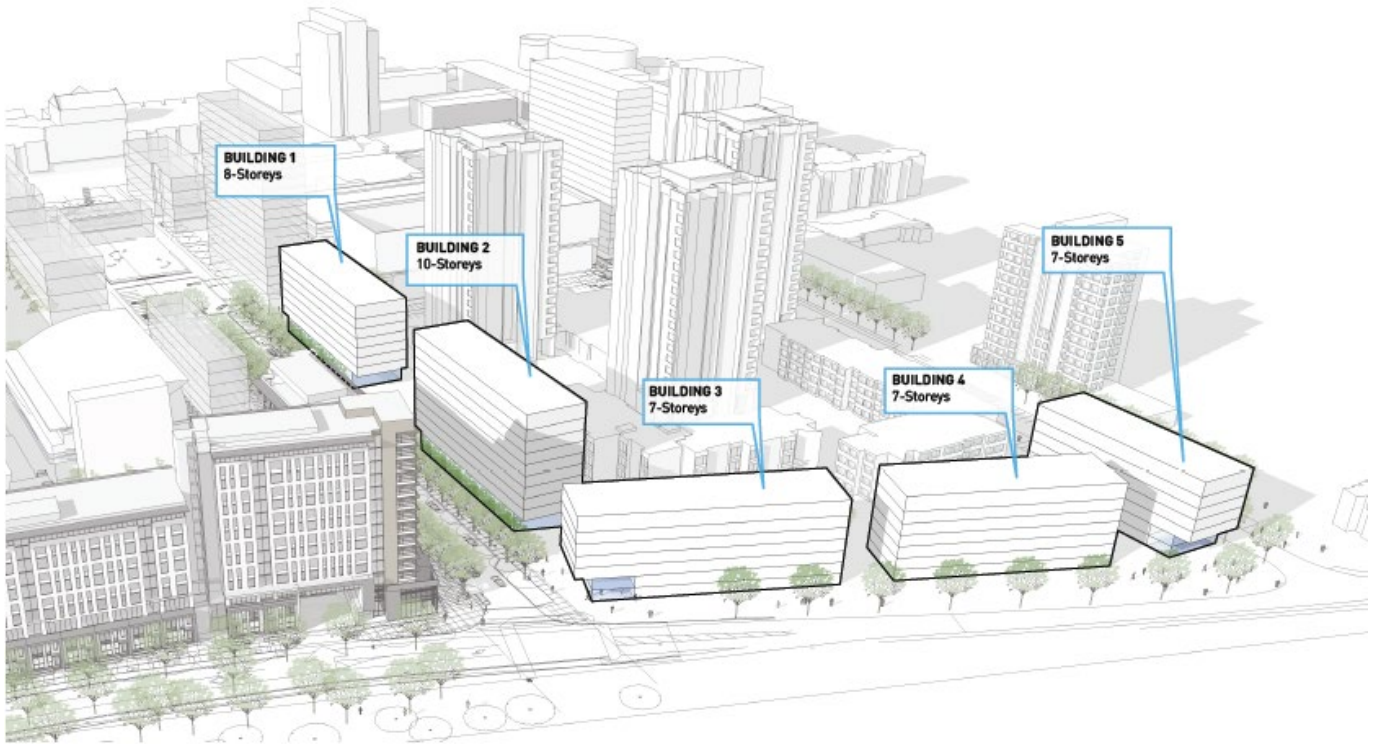 BUILDING 1
8-Storeys
BUILDING 2
10-Storeys
BUILDING 5
7-Storeys
BUILDING 3
7-Storeys
BUILDING 4
7-Storeys